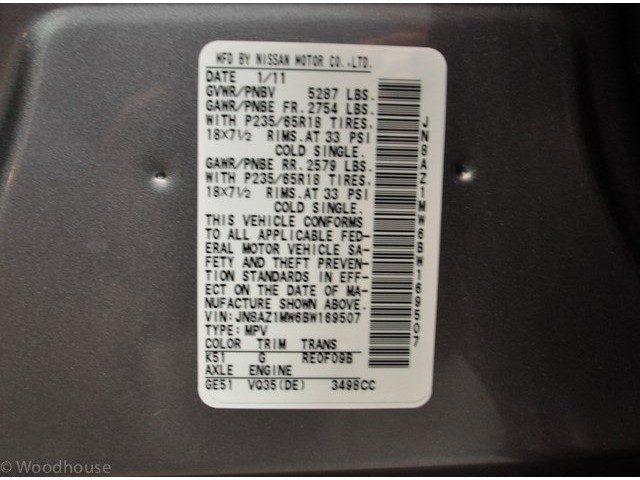 MFD BY NISSAN MOTOR CO.,LTD.
DATE 1/11
GVWR/PNBV 5287 LBS.
GAWR/PNBE FR. 2754 LBS.
WITH P235/65R18 TIRES.
18×7½ RIMS. AT 33 PSI
COLD SINGLE.
GAWR/PNBE RR. 2579 LBS.
WITH P235/65R18 TIRES.
18×7½ RIMS. AT 33 PSI
COLD SINGLE.
THIS VEHICLE CONFORMS
TO ALL APPLICABLE FED-
ERAL MOTOR VEHICLE SA-
FETY AND THEFT PREVEN-
TION STANDARDS IN EFF-
ECT ON THE DATE OF MA-
NUFACTURE SHOWN ABOVE.
VIN:JN8AZ1MW6BW169507
TYPE:MPV
COLOR TRIM TRANS
K51 G RE0F09B
AXLE ENGINE
GE51 VQ35(DE) 3498CC
JN8AZ1MW6BW169507
© Woodhouse